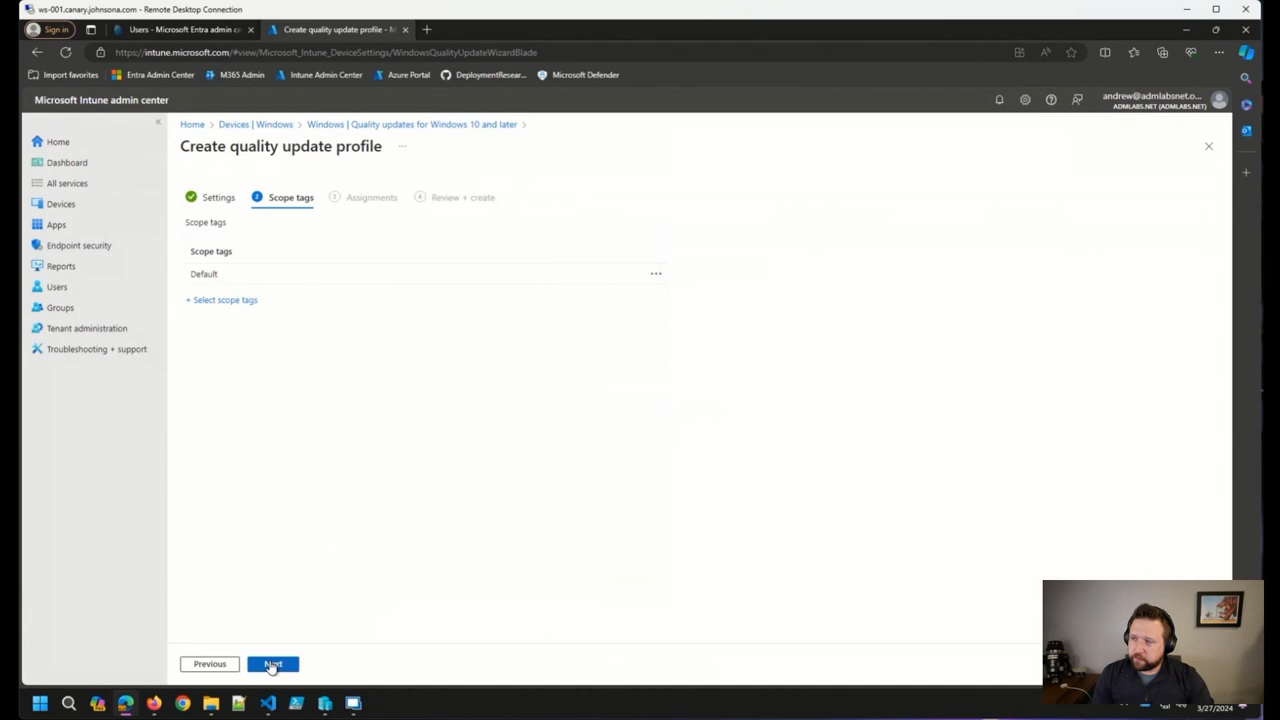 ws-001.canary.johnsona.com - Remote Desktop Connection
Sign in
Users - Microsoft Entra admin ce
Create quality update profile - M
https://intune.microsoft.com/#view/Microsoft_Intune_DeviceSettings/WindowsQualityUpdateWizardBlade
Import favorites
Entra Admin Center
M365 Admin
Intune Admin Center
Azure Portal
DeploymentResear...
Microsoft Defender
Microsoft Intune admin center
andrew@admlabsnet.o...
ADMLABS.NET (ADMLABS.NET)
Home > Devices | Windows > Windows | Quality updates for Windows 10 and later >
Create quality update profile ...
Home
Dashboard
All services
Devices
Apps
Endpoint security
Reports
Users
Groups
Tenant administration
Troubleshooting + support
Settings
2 Scope tags
3 Assignments
4 Review + create
Scope tags
Scope tags
Default
+ Select scope tags
Previous
Next
3/27/2024